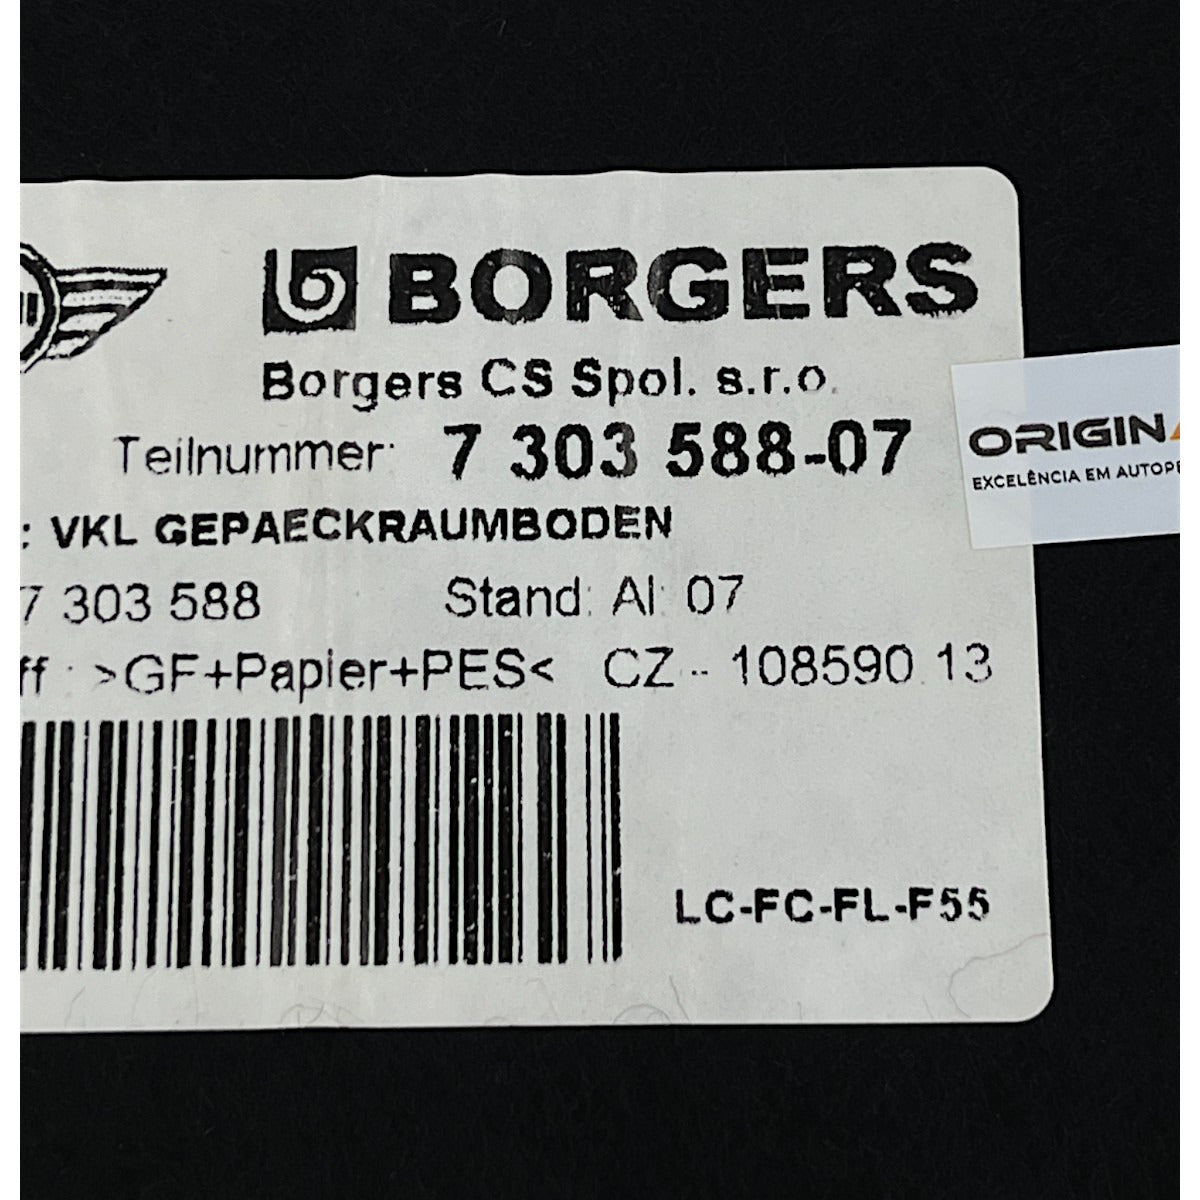 BORGERS
Borgers CS Spol. s.r.o.
Teilnummer: 7 303 588-07
: VKL GEPAECKRAUMBODEN
7 303 588 Stand: AI: 07
ff : >GF+Papier+PES< CZ - 108590 13
LC-FC-FL-F55
ORIGINA
EXCELÊNCIA EM AUTOPE